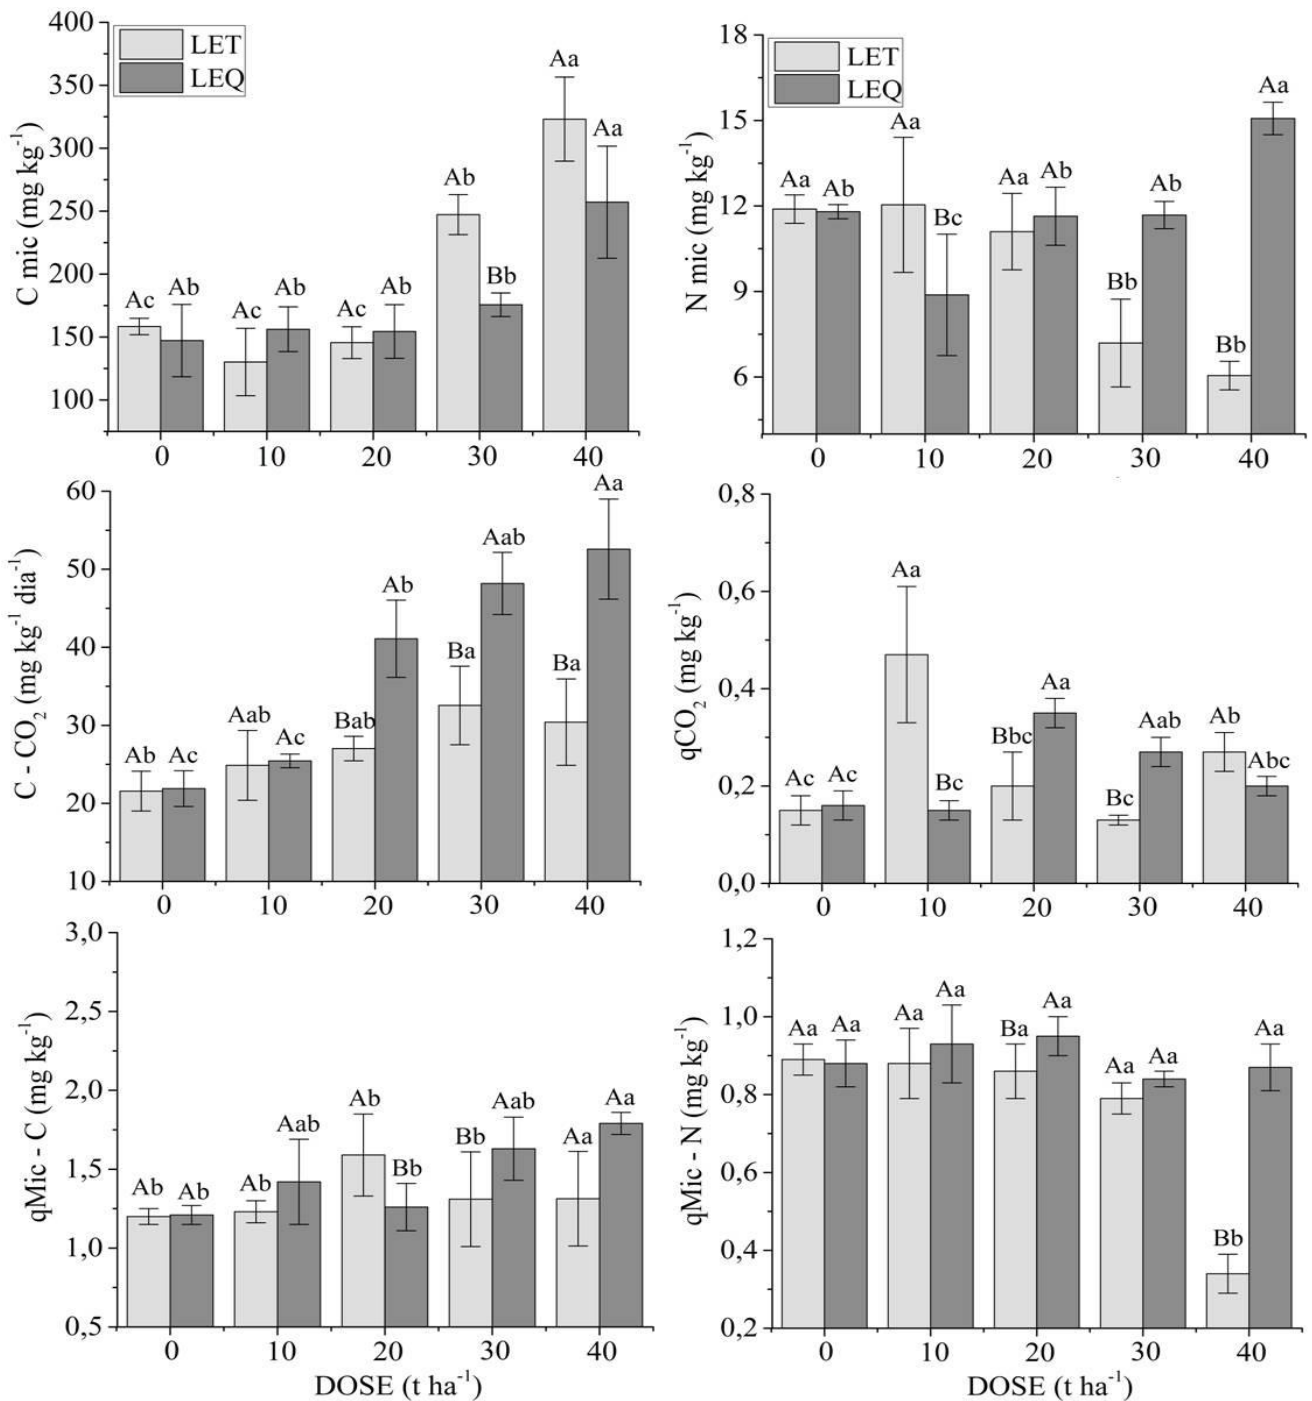 C mic (mg kg⁻¹)
400
350
300
250
200
150
100
LET
LEQ
Ac Ab
Ac Ab
Ac Ab
Ab Bb
Aa Aa
0 10 20 30 40
N mic (mg kg⁻¹)
18
15
12
9
6
LET
LEQ
Aa Ab
Aa Bc
Aa Ab
Bb Ab
Bb Aa
0 10 20 30 40
C - CO₂ (mg kg⁻¹ dia⁻¹)
60
50
40
30
20
10
Ab Ac
Aab Ac
Bab Ab
Ba Aab
Ba Aa
0 10 20 30 40
qCO₂ (mg kg⁻¹)
0,8
0,6
0,4
0,2
0,0
Ac Ac
Aa Bc
Bbc Aa
Bc Aab
Ab Abc
0 10 20 30 40
qMic - C (mg kg⁻¹)
3,0
2,5
2,0
1,5
1,0
0,5
Ab Ab
Ab Aab
Ab Bb
Bb Aab
Aa Aa
0 10 20 30 40
DOSE (t ha⁻¹)
qMic - N (mg kg⁻¹)
1,2
1,0
0,8
0,6
0,4
0,2
Aa Aa
Aa Aa
Ba Aa
Aa Aa
Bb Aa
0 10 20 30 40
DOSE (t ha⁻¹)